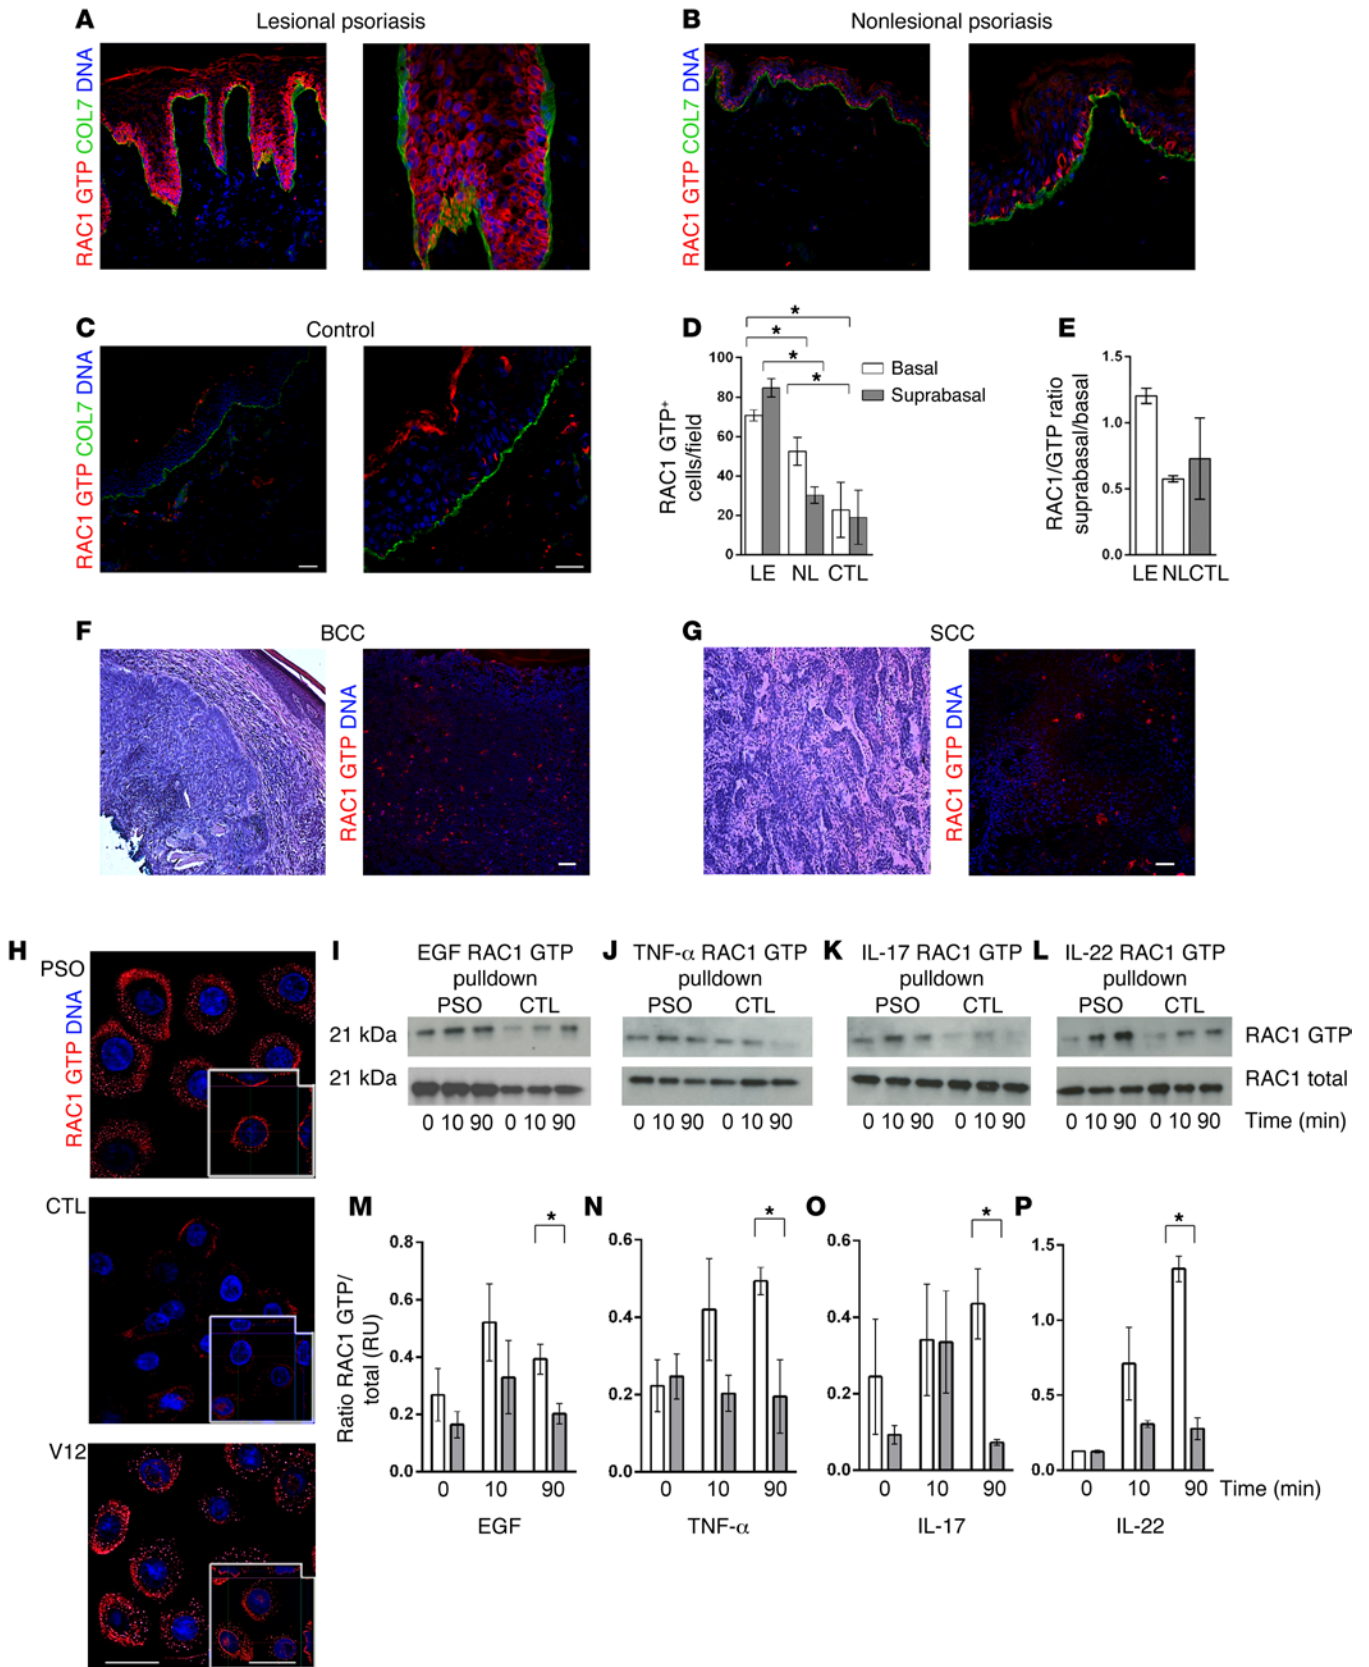 A Lesional psoriasis
RAC1 GTP COL7 DNA
B Nonlesional psoriasis
RAC1 GTP COL7 DNA
C Control
RAC1 GTP COL7 DNA
D
RAC1 GTP+
cells/field
100
80
60
40
20
0
* * * *
Basal
Suprabasal
LE NL CTL
E
RAC1/GTP ratio
suprabasal/basal
1.5
1.0
0.5
0.0
LE NL CTL
F BCC
RAC1 GTP DNA
G SCC
RAC1 GTP DNA
H
PSO
RAC1 GTP DNA
CTL
V12
I EGF RAC1 GTP
pulldown
PSO CTL
21 kDa
21 kDa
0 10 90 0 10 90
J TNF-α RAC1 GTP
pulldown
PSO CTL
0 10 90 0 10 90
K IL-17 RAC1 GTP
pulldown
PSO CTL
0 10 90 0 10 90
L IL-22 RAC1 GTP
pulldown
PSO CTL
RAC1 GTP
RAC1 total
0 10 90 0 10 90 Time (min)
M
Ratio RAC1 GTP/
total (RU)
0.8
0.6
0.4
0.2
0.0
*
0 10 90
EGF
N
0.6
0.4
0.2
0.0
*
0 10 90
TNF-α
O
0.6
0.4
0.2
0.0
*
0 10 90
IL-17
P
1.5
1.0
0.5
0.0
*
0 10 90 Time (min)
IL-22